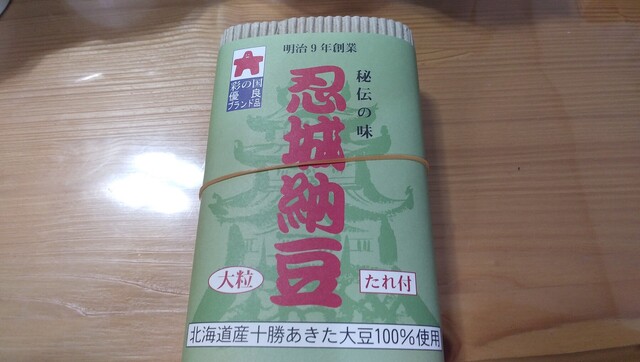 明治9年創業
彩の国
優良
ブランド品
秘伝の味
忍城納豆
大粒
たれ付
北海道産十勝あきた大豆100%使用